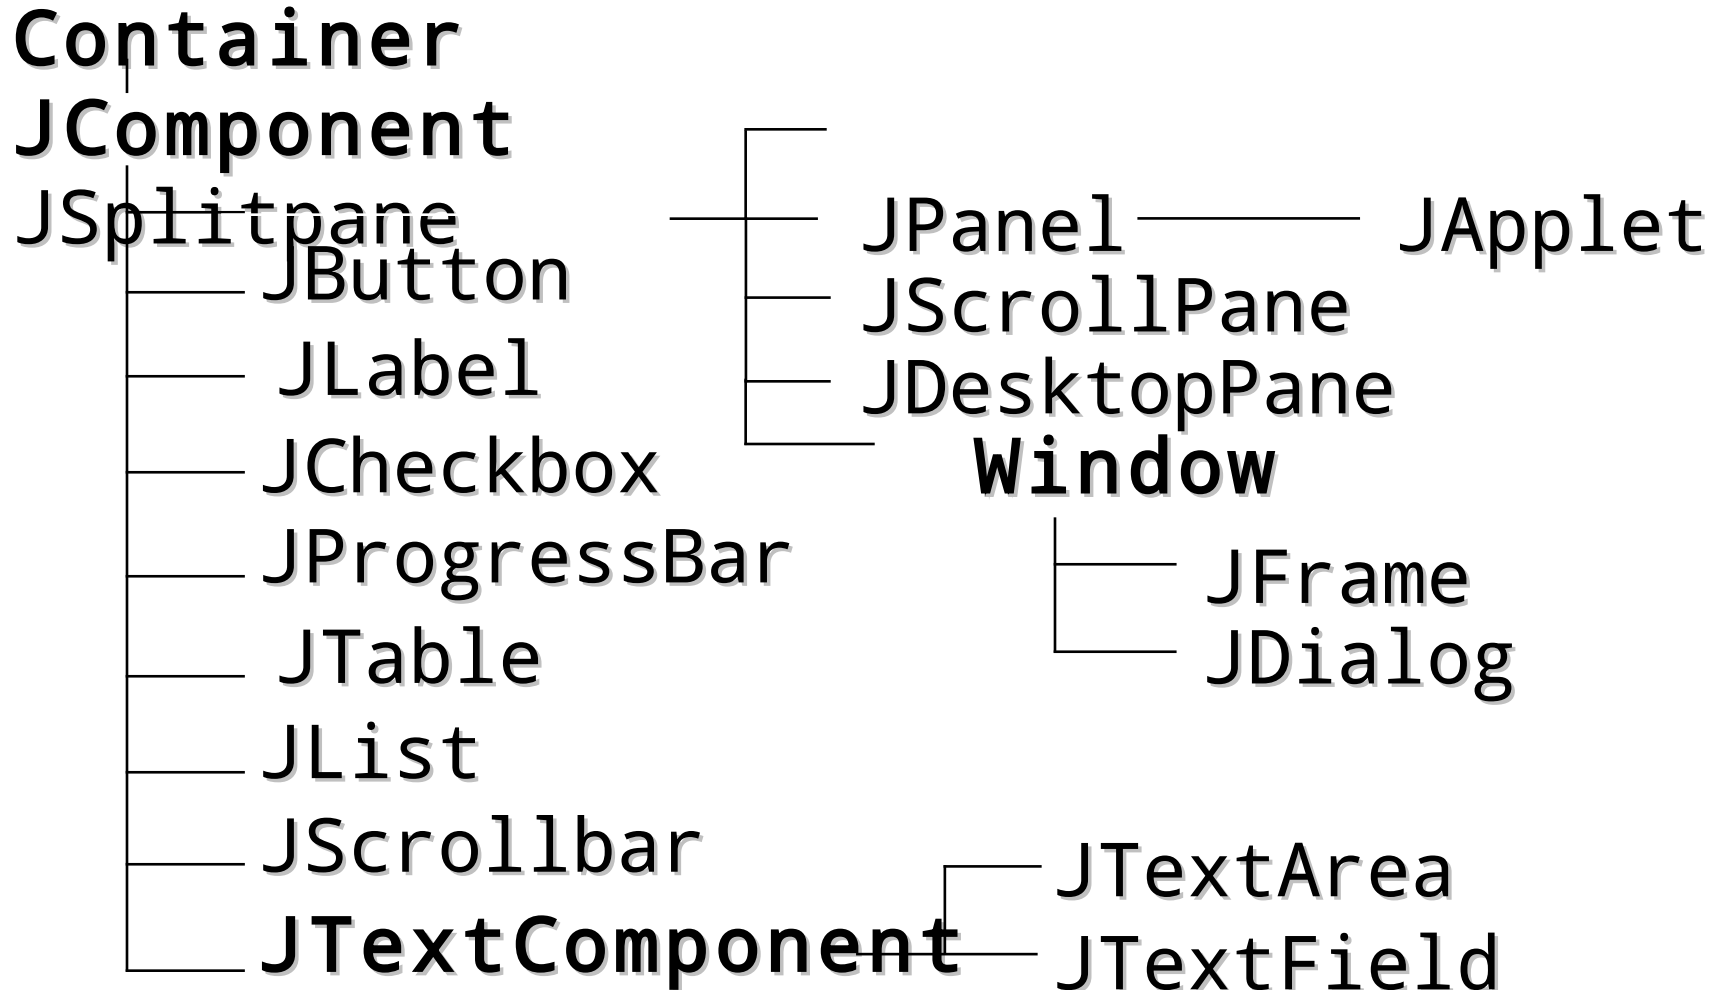 Container
JComponent
JSplitpane
JButton
JLabel
JCheckbox
JProgressBar
JTable
JList
JScrollbar
JTextComponent
JPanel
JApplet
JScrollPane
JDesktopPane
Window
JFrame
JDialog
JTextArea
JTextField